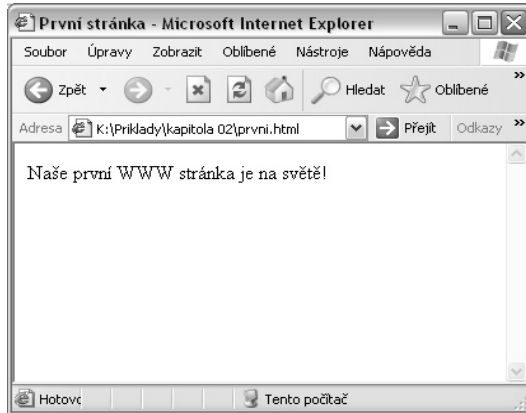 První stránka - Microsoft Internet Explorer
Soubor Úpravy Zobrazit Oblíbené Nástroje Nápověda
Zpět Hledat Oblíbené »
Adresa K:\Priklady\kapitola 02\prvni.html Přejít Odkazy »
Naše první WWW stránka je na světě!
Hotovo Tento počítač